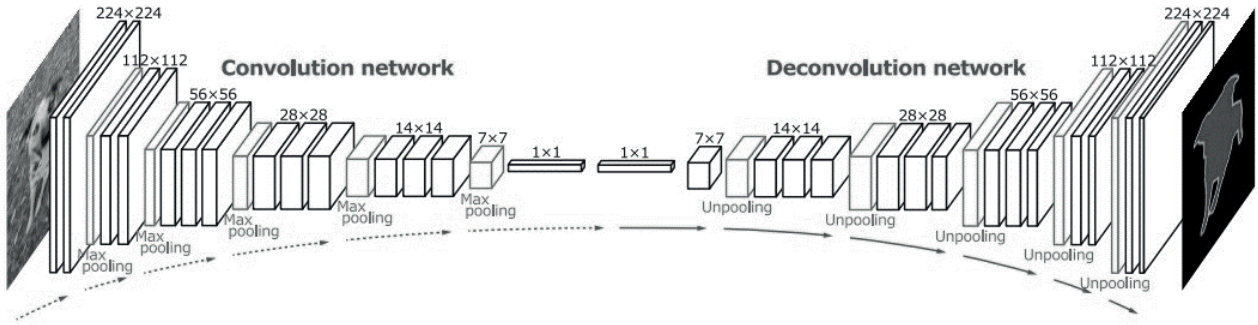 224×224
112×112
56×56
28×28
14×14
7×7
1×1
1×1
7×7
14×14
28×28
56×56
112×112
224×224
Convolution network
Deconvolution network
Max
pooling
Max
pooling
Max
pooling
Max
pooling
Max
pooling
Unpooling
Unpooling
Unpooling
Unpooling
Unpooling